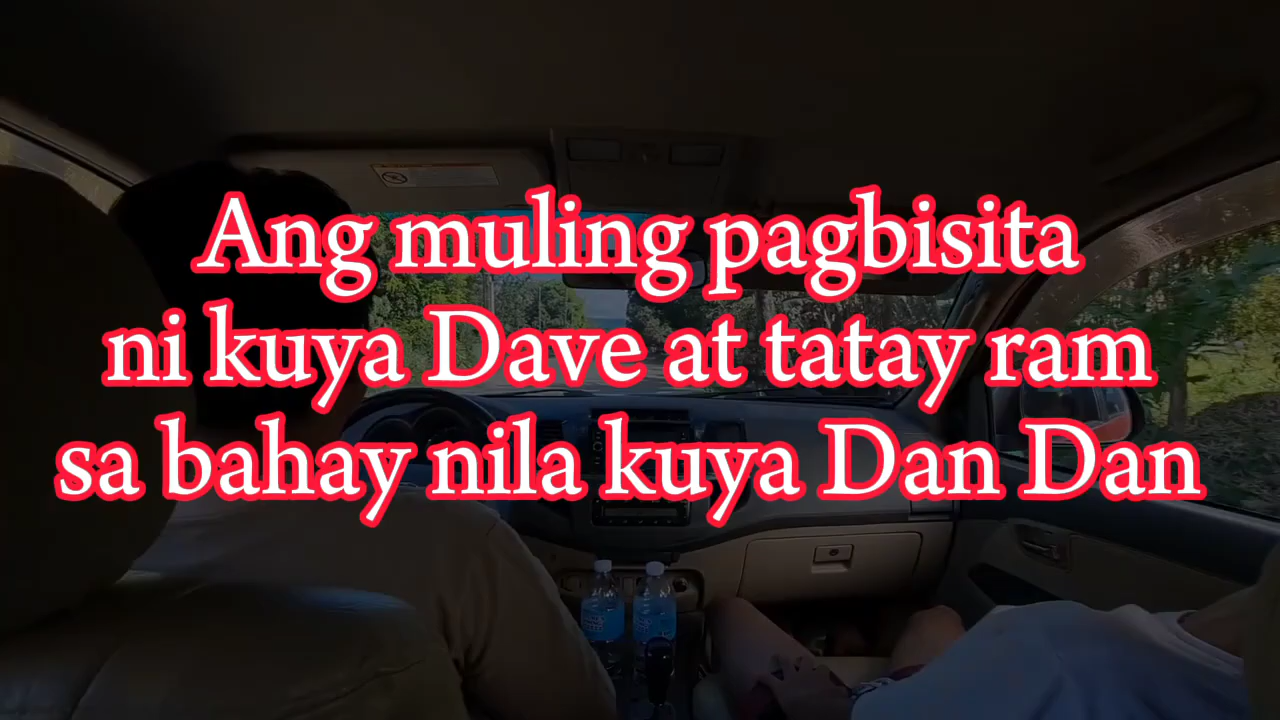 Ang muling pagbisita
ni kuya Dave at tatay ram
sa bahay nila kuya Dan Dan